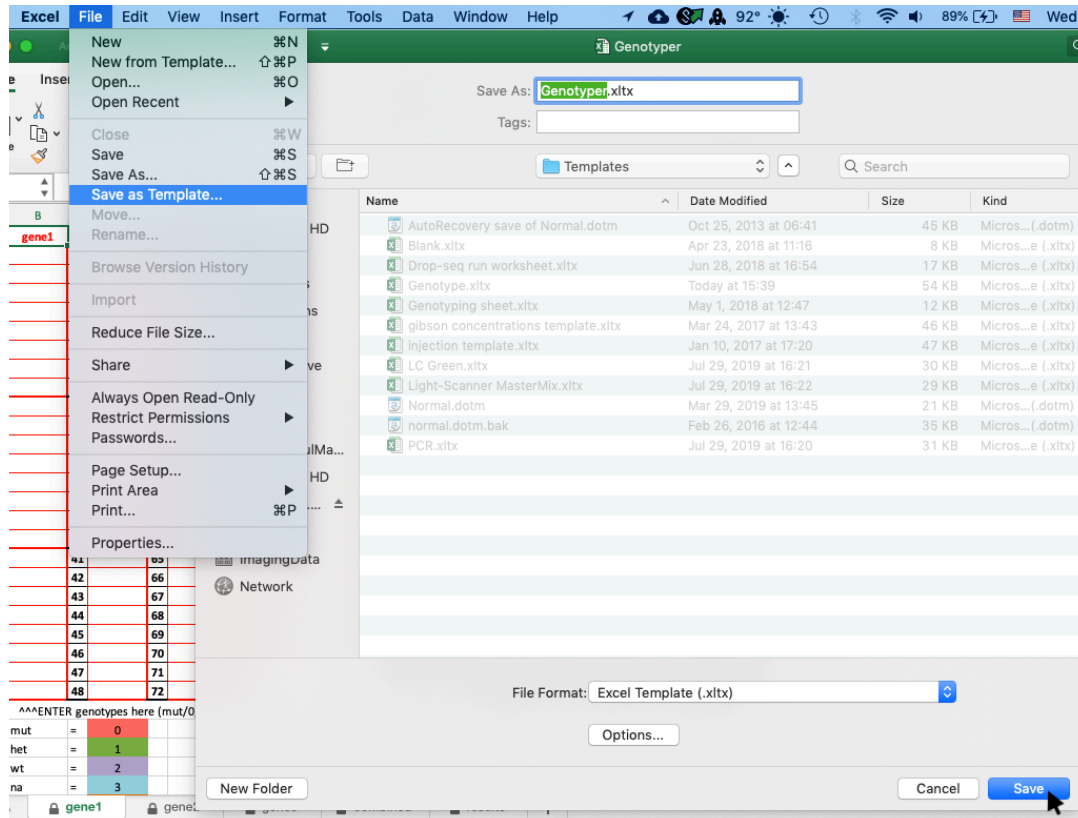 Excel File Edit View Insert Format Tools Data Window Help 92° 89% Wed
Genotyper
New ⌘N
New from Template... ⇧⌘P
Open... ⌘O
Open Recent ▶
Close ⌘W
Save ⌘S
Save As... ⇧⌘S
Save as Template...
Move...
Rename...
Browse Version History
Import
Reduce File Size...
Share ▶
Always Open Read-Only
Restrict Permissions ▶
Passwords...
Page Setup...
Print Area ▶
Print... ⌘P
Properties...
Save As: Genotyper.xltx
Tags:
Templates
Search
Name Date Modified Size Kind
AutoRecovery save of Normal.dotm Oct 25, 2013 at 06:41 45 KB Micros...(.dotm)
Blank.xltx Apr 23, 2018 at 11:16 8 KB Micros...e (.xltx)
Drop-seq run worksheet.xltx Jun 28, 2018 at 16:54 17 KB Micros...e (.xltx)
Genotype.xltx Today at 15:39 54 KB Micros...e (.xltx)
Genotyping sheet.xltx May 1, 2018 at 12:47 12 KB Micros...e (.xltx)
gibson concentrations template.xltx Mar 24, 2017 at 13:43 46 KB Micros...e (.xltx)
injection template.xltx Jan 10, 2017 at 17:20 47 KB Micros...e (.xltx)
LC Green.xltx Jul 29, 2019 at 16:21 30 KB Micros...e (.xltx)
Light-Scanner MasterMix.xltx Jul 29, 2019 at 16:22 29 KB Micros...e (.xltx)
Normal.dotm Mar 29, 2019 at 13:45 21 KB Micros...(.dotm)
normal.dotm.bak Feb 26, 2016 at 12:44 35 KB Micros...(.dotm)
PCR.xltx Jul 29, 2019 at 16:20 31 KB Micros...e (.xltx)
HD
HD
ImagingData
Network
B
gene1
41 65
42 66
43 67
44 68
45 69
46 70
47 71
48 72
^^^ENTER genotypes here (mut/0
mut = 0
het = 1
wt = 2
na = 3
gene1
File Format: Excel Template (.xltx)
Options...
New Folder Cancel Save